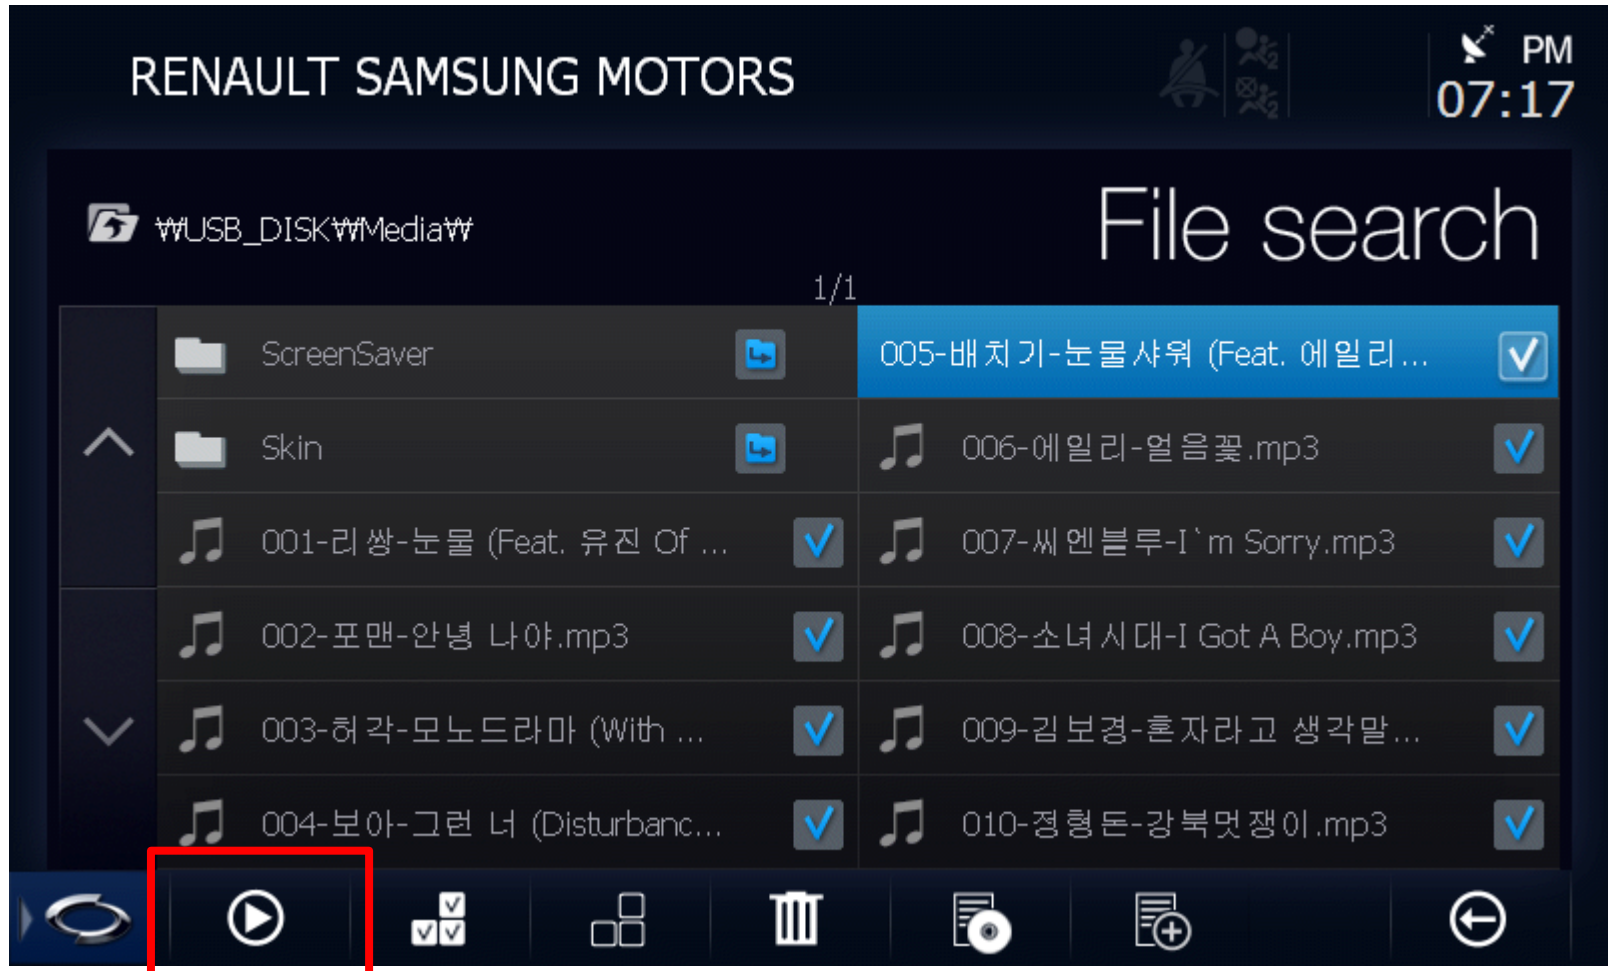 RENAULT SAMSUNG MOTORS
PM
07:17
₩USB_DISK₩Media₩
File search
1/1
ScreenSaver
Skin
001-리쌍-눈물 (Feat. 유진 Of ...
002-포맨-안녕 나야.mp3
003-허각-모노드라마 (With ...
004-보아-그런 너 (Disturbanc...
005-배치기-눈물샤워 (Feat. 에일리...
006-에일리-얼음꽃.mp3
007-씨엔블루-I`m Sorry.mp3
008-소녀시대-I Got A Boy.mp3
009-김보경-혼자라고 생각말...
010-정형돈-강북멋쟁이.mp3